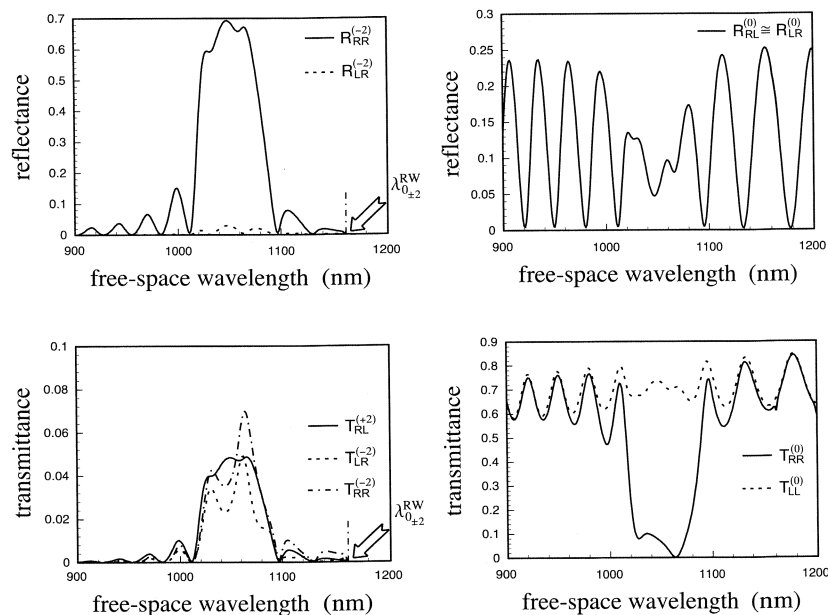 0.7
0.6
0.5
0.4
0.3
0.2
0.1
0
reflectance
R_RR^(-2)
R_LR^(-2)
λ_0±2^RW
900 1000 1100 1200
free-space wavelength (nm)
0.3
0.25
0.2
0.15
0.1
0.05
0
reflectance
R_RL^(0) ≅ R_LR^(0)
900 1000 1100 1200
free-space wavelength (nm)
0.1
0.08
0.06
0.04
0.02
0
transmittance
T_RL^(+2)
T_LR^(-2)
T_RR^(-2)
λ_0±2^RW
900 1000 1100 1200
free-space wavelength (nm)
0.9
0.8
0.7
0.6
0.5
0.4
0.3
0.2
0.1
0
transmittance
T_RR^(0)
T_LL^(0)
900 1000 1100 1200
free-space wavelength (nm)